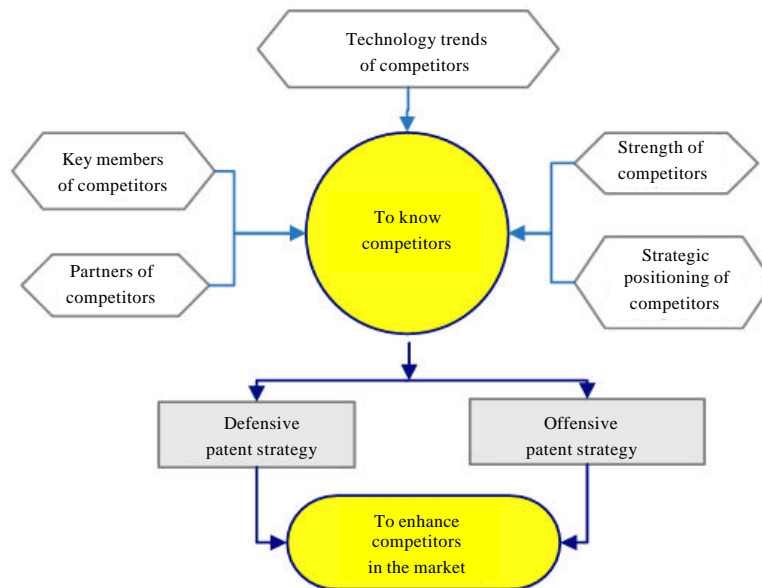 Technology trends
of competitors
Key members
of competitors
Strength of
competitors
To know
competitors
Partners of
competitors
Strategic
positioning of
competitors
Defensive
patent strategy
Offensive
patent strategy
To enhance
competitors
in the market